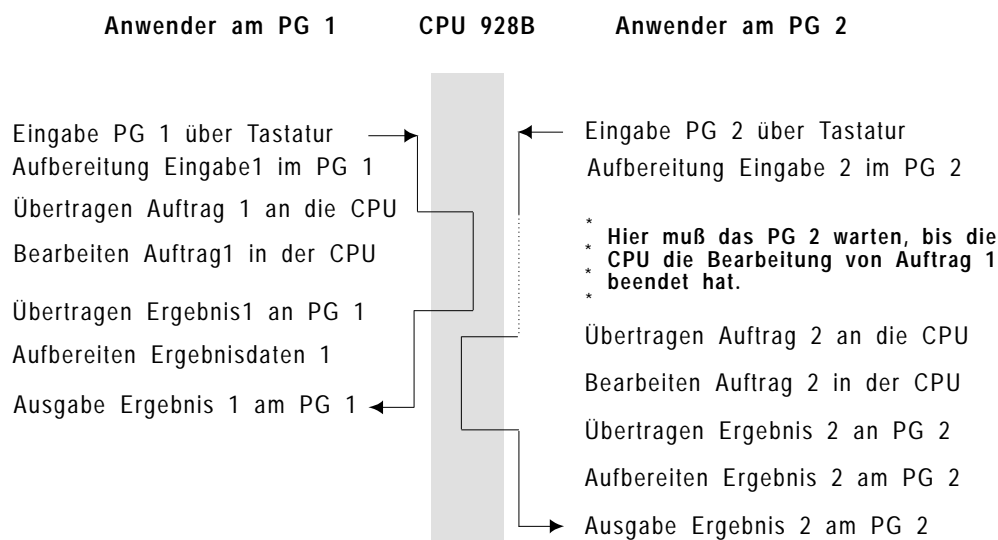 Anwender am PG 1 CPU 928B Anwender am PG 2
Eingabe PG 1 über Tastatur
Aufbereitung Eingabe1 im PG 1
Übertragen Auftrag 1 an die CPU
Bearbeiten Auftrag1 in der CPU
Übertragen Ergebnis1 an PG 1
Aufbereiten Ergebnisdaten 1
Ausgabe Ergebnis 1 am PG 1
Eingabe PG 2 über Tastatur
Aufbereitung Eingabe 2 im PG 2
*
* Hier muß das PG 2 warten, bis die
* CPU die Bearbeitung von Auftrag 1
* beendet hat.
Übertragen Auftrag 2 an die CPU
Bearbeiten Auftrag 2 in der CPU
Übertragen Ergebnis 2 an PG 2
Aufbereiten Ergebnis 2 am PG 2
Ausgabe Ergebnis 2 am PG 2